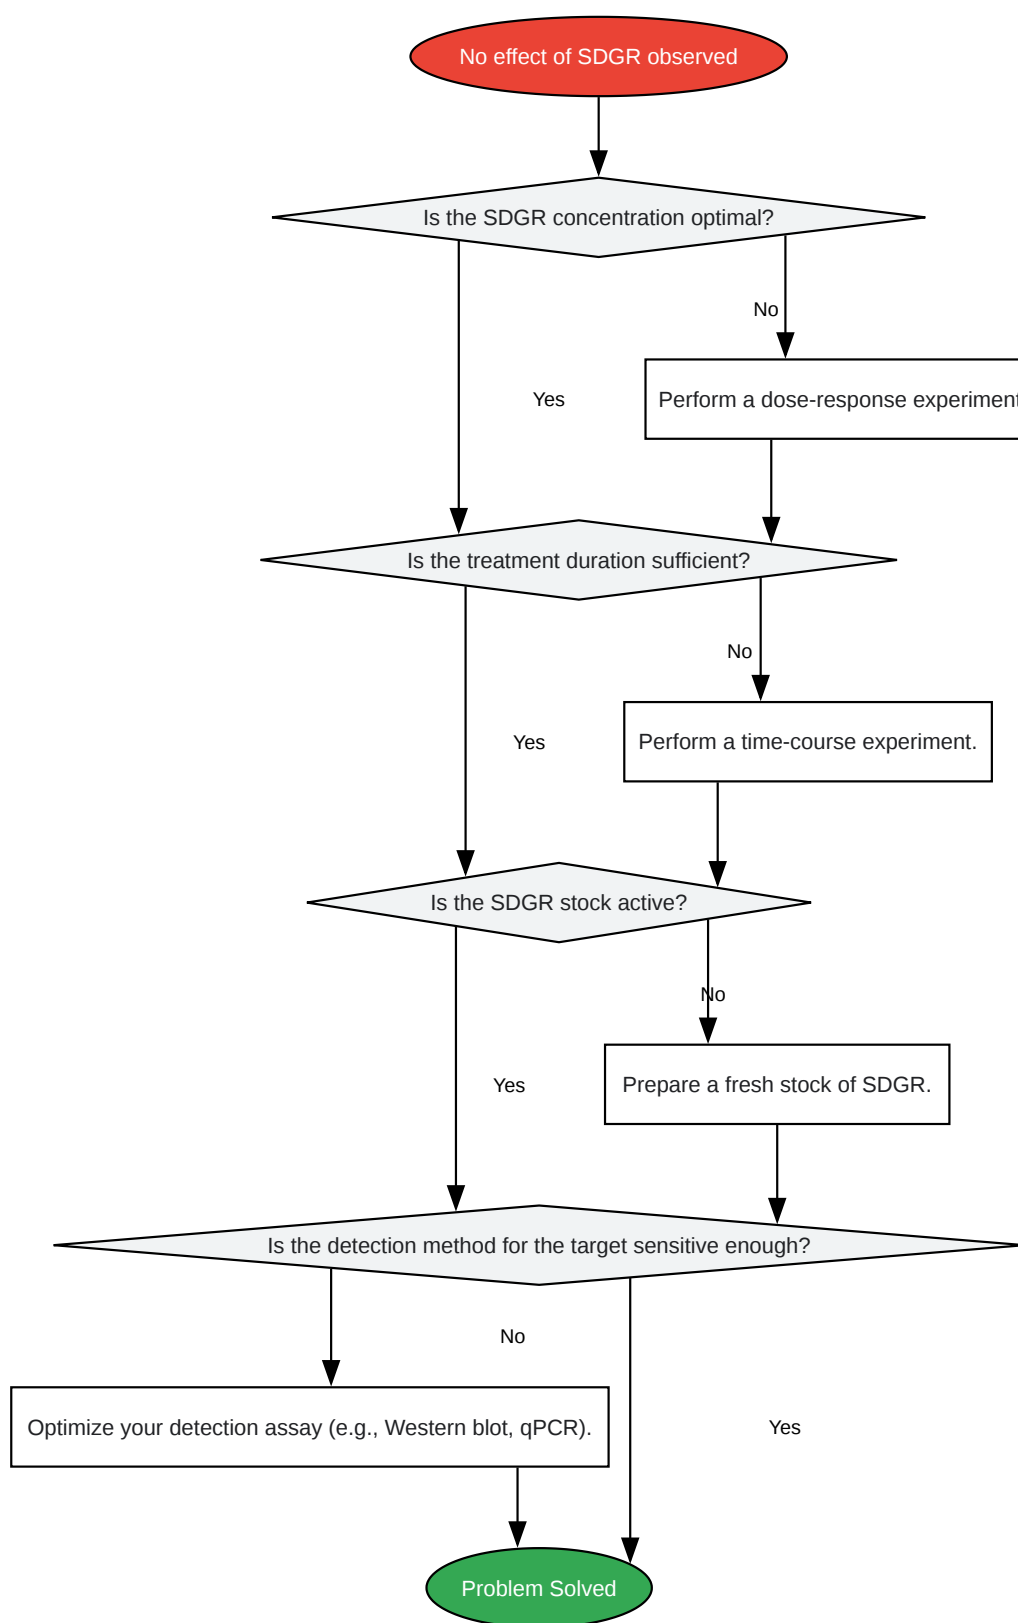 No effect of SDGR observed
Is the SDGR concentration optimal?
No
Yes
Perform a dose-response experiment
Is the treatment duration sufficient?
No
Yes
Perform a time-course experiment.
Is the SDGR stock active?
No
Yes
Prepare a fresh stock of SDGR.
Is the detection method for the target sensitive enough?
No
Optimize your detection assay (e.g., Western blot, qPCR).
Yes
Problem Solved